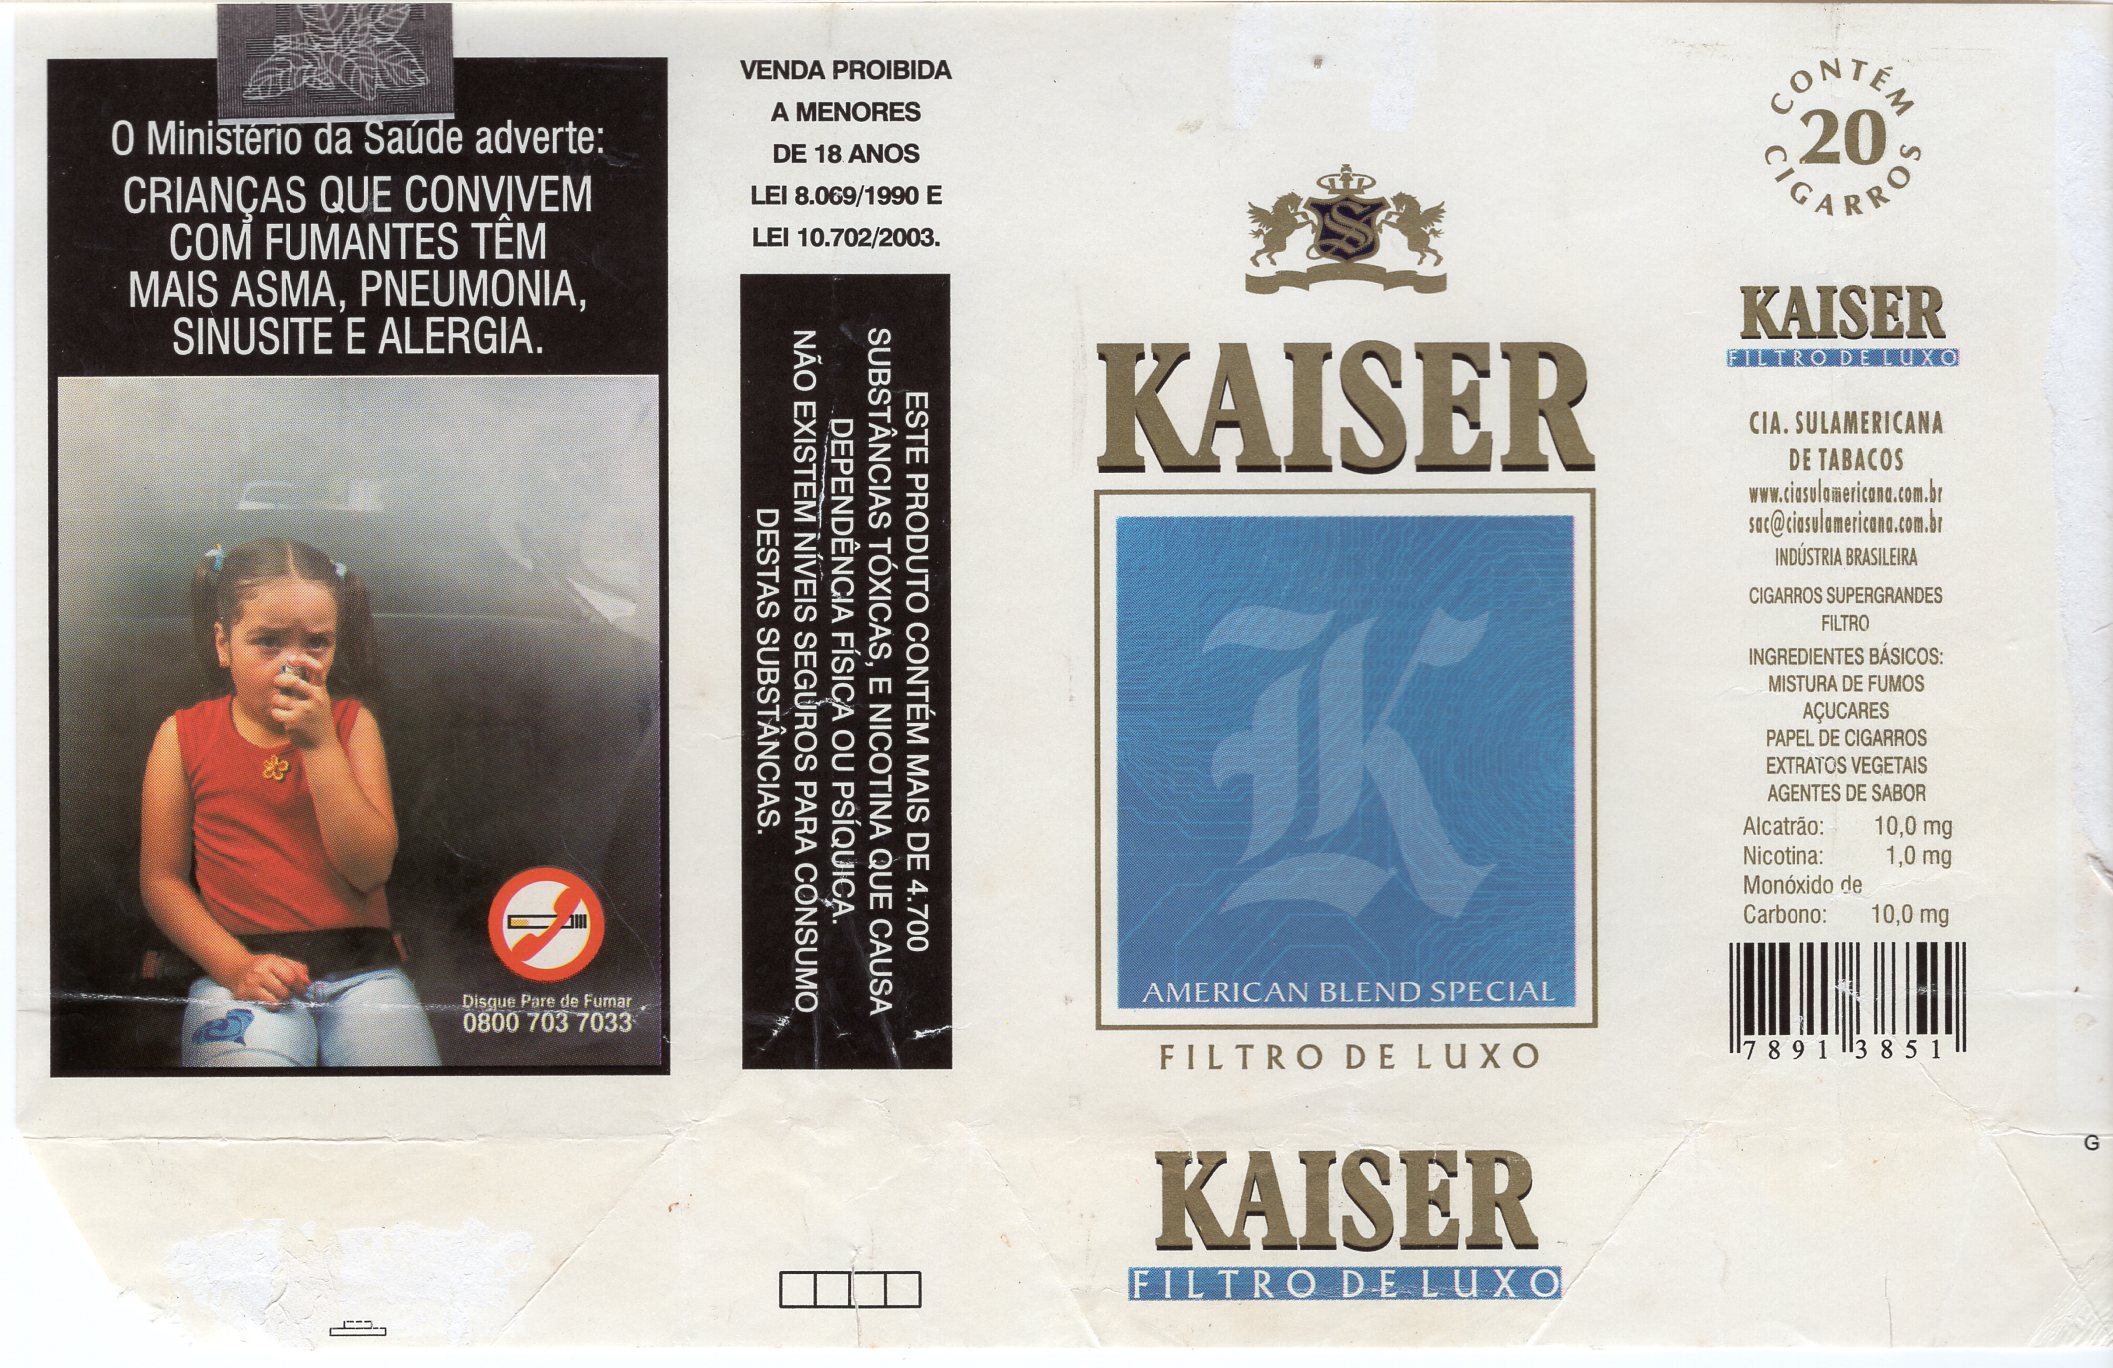 O Ministério da Saúde adverte:
CRIANÇAS QUE CONVIVEM
COM FUMANTES TÊM
MAIS ASMA, PNEUMONIA,
SINUSITE E ALERGIA.
Disque Pare de Fumar
0800 703 7033
VENDA PROIBIDA
A MENORES
DE 18 ANOS
LEI 8.069/1990 E
LEI 10.702/2003.
ESTE PRODUTO CONTÉM MAIS DE 4.700
SUBSTÂNCIAS TÓXICAS, E NICOTINA QUE CAUSA
DEPENDÊNCIA FÍSICA OU PSÍQUICA.
NÃO EXISTEM NÍVEIS SEGUROS PARA CONSUMO
DESTAS SUBSTÂNCIAS.
S
KAISER
K
AMERICAN BLEND SPECIAL
FILTRO DE LUXO
KAISER
FILTRO DE LUXO
CONTÉM
20
CIGARROS
KAISER
FILTRO DE LUXO
CIA. SULAMERICANA
DE TABACOS
www.ciasulamericana.com.br
sac@ciasulamericana.com.br
INDÚSTRIA BRASILEIRA
CIGARROS SUPERGRANDES
FILTRO
INGREDIENTES BÁSICOS:
MISTURA DE FUMOS
AÇUCARES
PAPEL DE CIGARROS
EXTRATOS VEGETAIS
AGENTES DE SABOR
Alcatrão: 10,0 mg
Nicotina: 1,0 mg
Monóxido de
Carbono: 10,0 mg
7891 3851
G